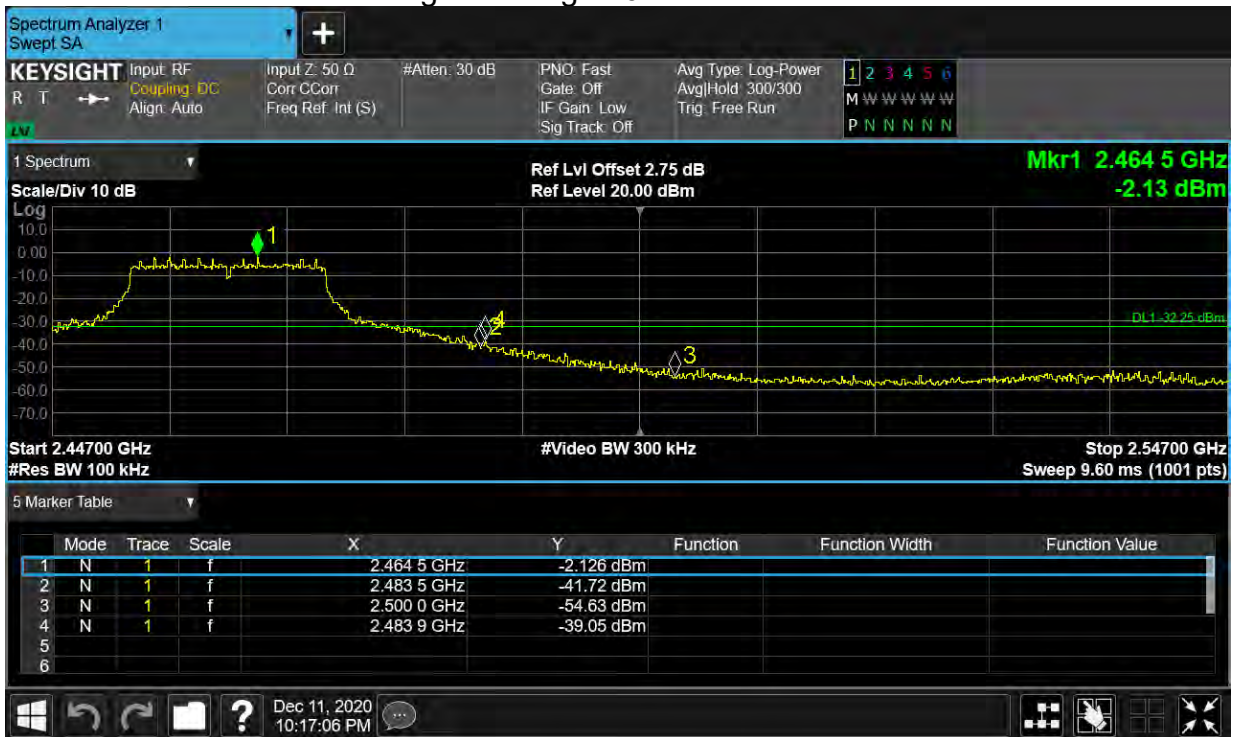 Spectrum Analyzer 1
Swept SA
+
KEYSIGHT Input: RF Input Z: 50 Ω #Atten: 30 dB PNO: Fast Avg Type: Log-Power 1 2 3 4 5 6
R T Coupling: DC Corr CCorr Gate: Off Avg|Hold: 300/300 M W W W W W W
Align: Auto Freq Ref: Int (S) IF Gain: Low Trig: Free Run
LXI Sig Track: Off P N N N N N N
1 Spectrum Ref Lvl Offset 2.75 dB Mkr1 2.464 5 GHz
Scale/Div 10 dB Ref Level 20.00 dBm -2.13 dBm
Log
10.0
1
0.00
-10.0
-20.0
-30.0 4 DL1 -32.25 dBm
2
-40.0
3
-50.0
-60.0
-70.0
Start 2.44700 GHz #Video BW 300 kHz Stop 2.54700 GHz
#Res BW 100 kHz Sweep 9.60 ms (1001 pts)
5 Marker Table
Mode Trace Scale X Y Function Function Width Function Value
1 N 1 f 2.464 5 GHz -2.126 dBm
2 N 1 f 2.483 5 GHz -41.72 dBm
3 N 1 f 2.500 0 GHz -54.63 dBm
4 N 1 f 2.483 9 GHz -39.05 dBm
5
6
? Dec 11, 2020
10:17:06 PM